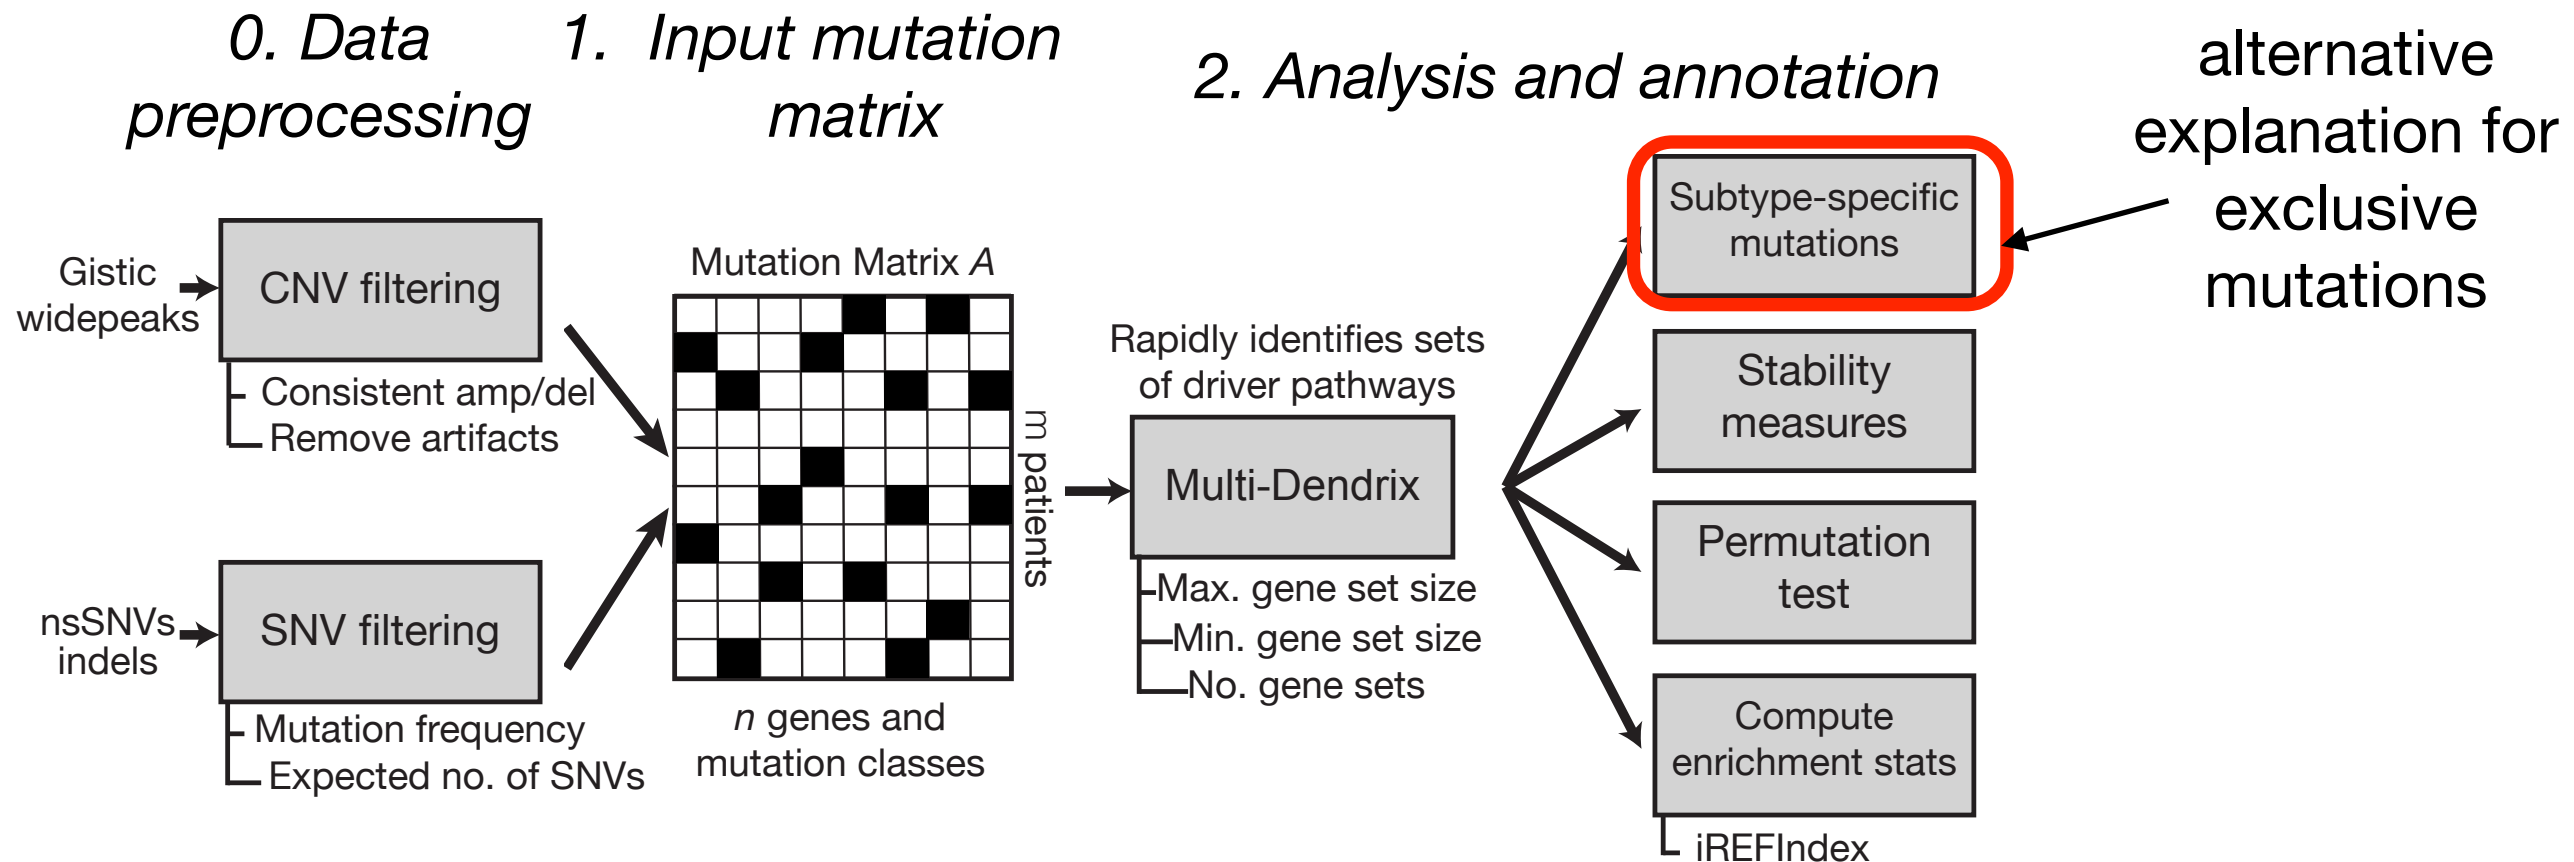 0. Data
preprocessing
1. Input mutation
matrix
2. Analysis and annotation
alternative
explanation for
exclusive
mutations
Gistic
widepeaks
CNV filtering
Consistent amp/del
Remove artifacts
nsSNVs
indels
SNV filtering
Mutation frequency
Expected no. of SNVs
Mutation Matrix A
m patients
n genes and
mutation classes
Rapidly identifies sets
of driver pathways
Multi-Dendrix
Max. gene set size
Min. gene set size
No. gene sets
Subtype-specific
mutations
Stability
measures
Permutation
test
Compute
enrichment stats
iREFIndex